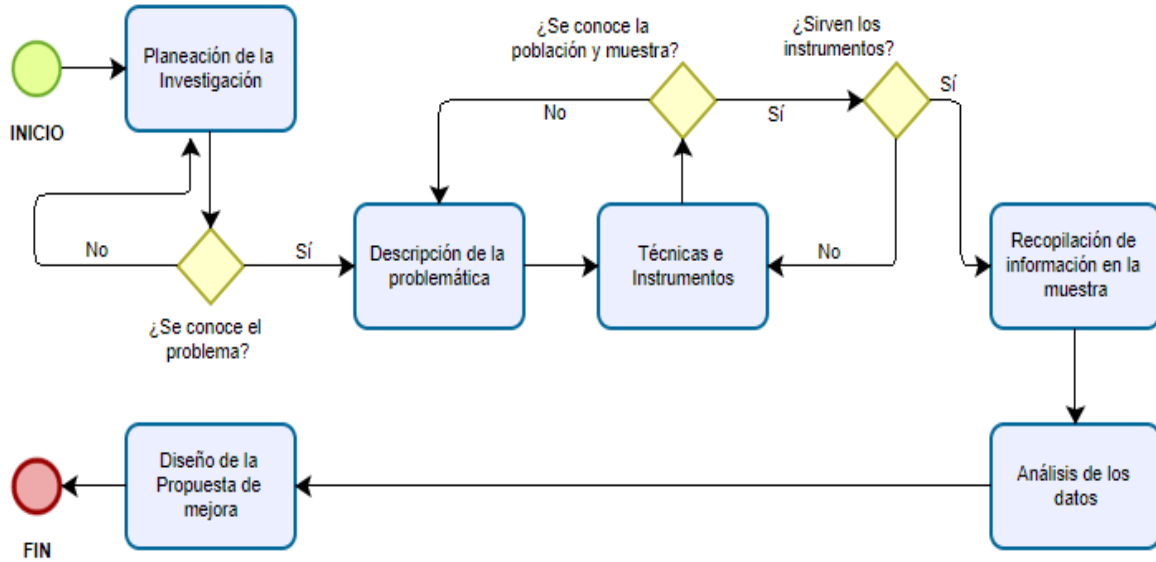 Planeación de la
Investigación
INICIO
¿Se conoce la
población y muestra?
¿Sirven los
instrumentos?
No
Sí
Sí
No
Sí
¿Se conoce el
problema?
Descripción de la
problemática
Técnicas e
Instrumentos
No
Recopilación de
información en la
muestra
Análisis de los
datos
Diseño de la
Propuesta de
mejora
FIN